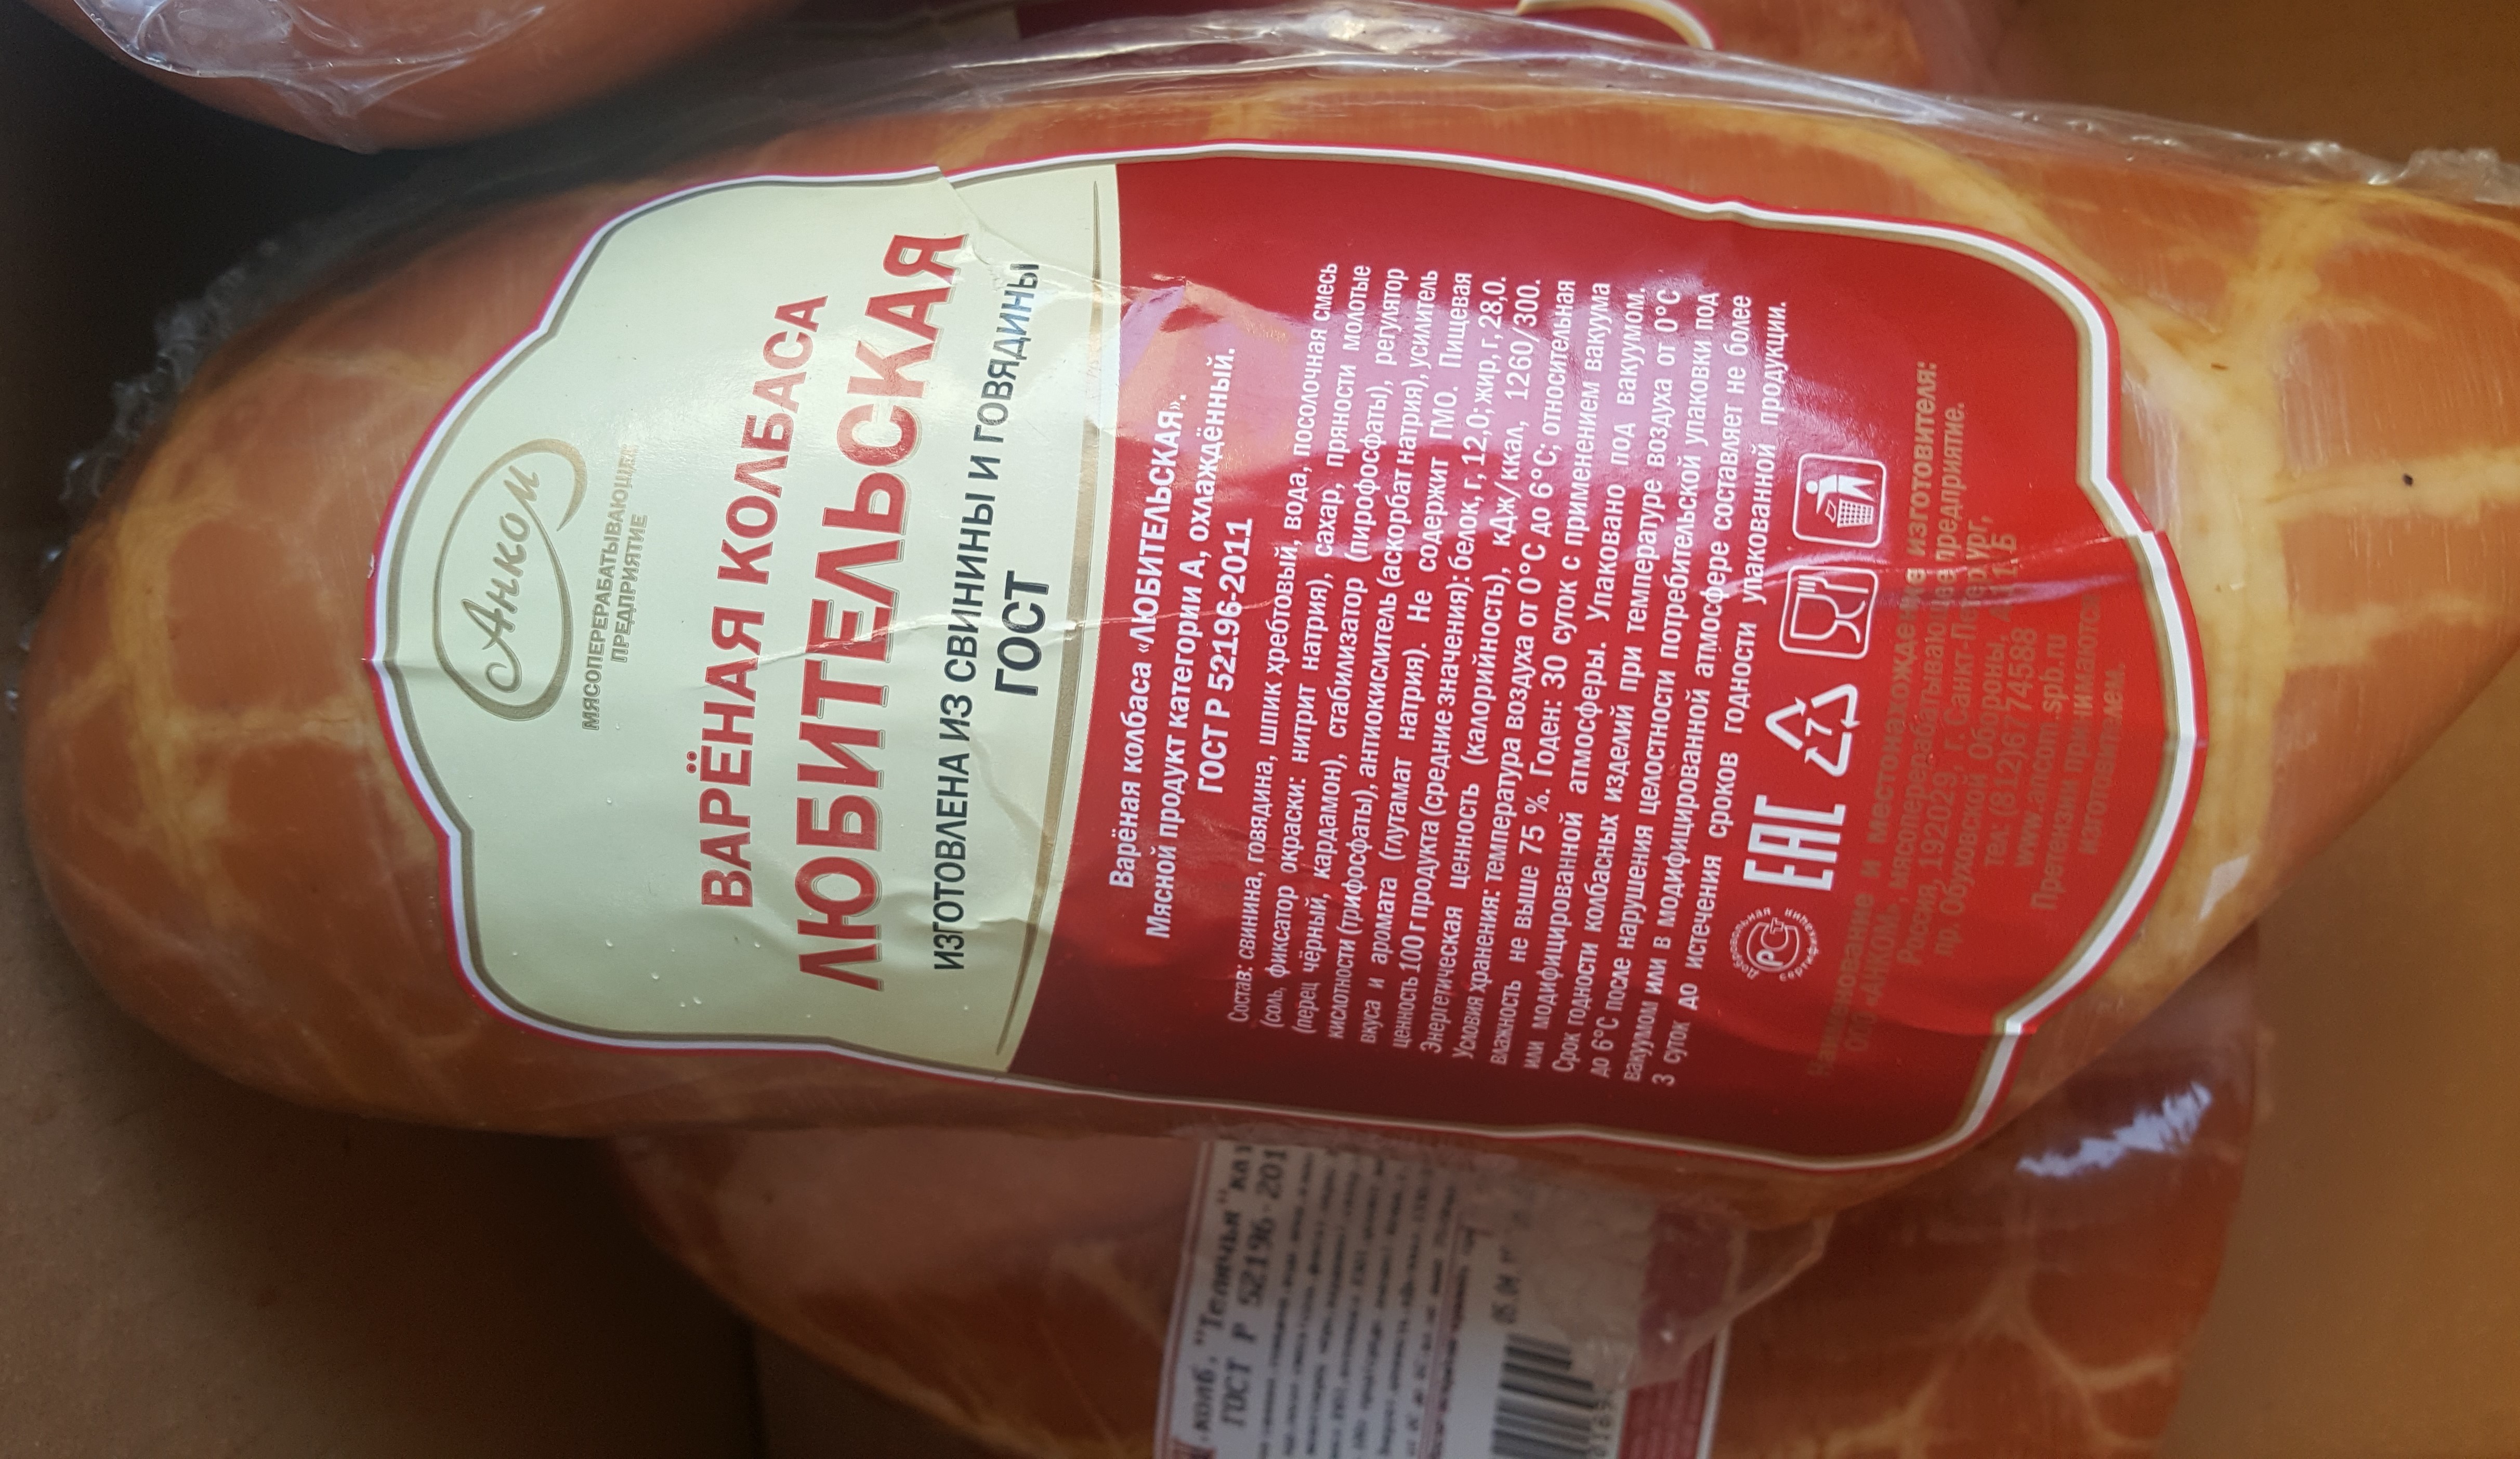 Анком
МЯСОПЕРЕРАБАТЫВАЮЩЕЕ
ПРЕДПРИЯТИЕ
ВАРЁНАЯ КОЛБАСА
ЛЮБИТЕЛЬСКАЯ
ИЗГОТОВЛЕНА ИЗ СВИНИНЫ И ГОВЯДИНЫ
ГОСТ
Варёная колбаса «ЛЮБИТЕЛЬСКАЯ».
Мясной продукт категории А, охлаждённый.
ГОСТ Р 52196-2011
Состав: свинина, говядина, шпик хребтовый, вода, посолочная смесь
(соль, фиксатор окраски: нитрит натрия), сахар, пряности молотые
(перец чёрный, кардамон), стабилизатор (пирофосфаты), регулятор
кислотности (трифосфаты), антиокислитель (аскорбат натрия), усилитель
вкуса и аромата (глутамат натрия). Не содержит ГМО. Пищевая
ценность 100 г продукта (средние значения): белок, г, 12,0; жир, г, 28,0.
Энергетическая ценность (калорийность), кДж/ккал, 1260/300.
Условия хранения: температура воздуха от 0°С до 6°С; относительная
влажность не выше 75 %. Годен: 30 суток с применением вакуума
или модифицированной атмосферы. Упаковано под вакуумом.
Срок годности колбасных изделий при температуре воздуха от 0°С
до 6°С после нарушения целостности потребительской упаковки под
вакуумом или в модифицированной атмосфере составляет не более
3 суток до истечения сроков годности упакованной продукции.
добровольная
РСТ
сертификация
ЕАС
7
Наименование и местонахождение изготовителя:
ООО «АНКОМ», мясоперерабатывающее предприятие.
Россия, 192029, г. Санкт-Петербург,
пр. Обуховской Обороны,
тел: (812)6774588
www.ancom.spb.ru
Претензии принимаются
изготовителем.
колб. "Телячья"
ГОСТ Р 52196-201
05.04